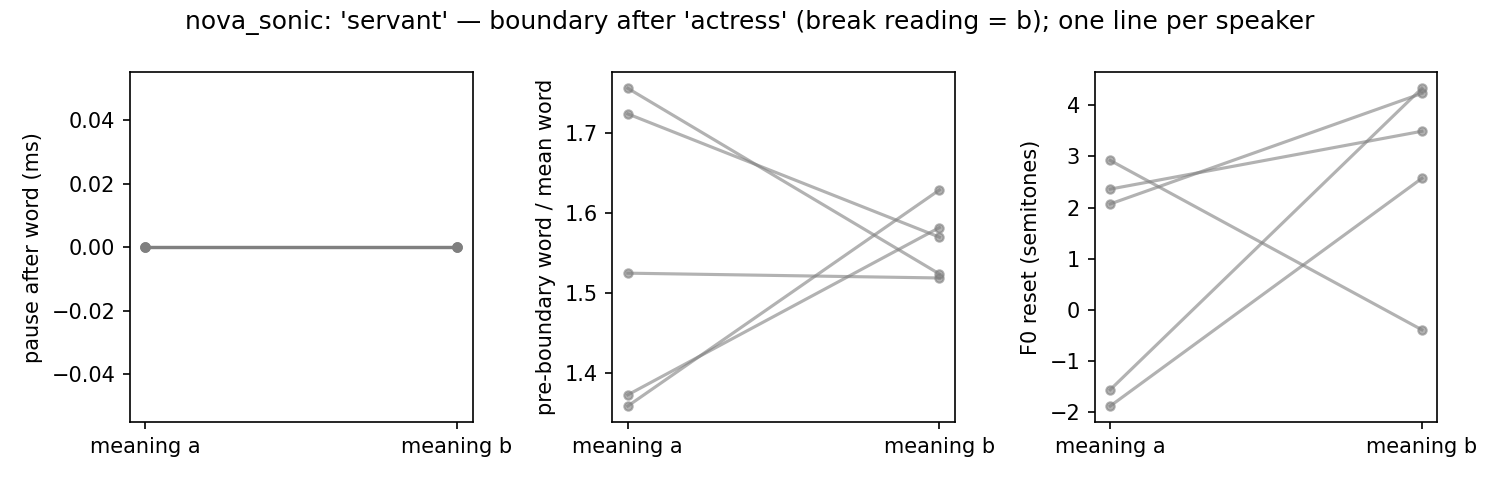 nova_sonic: 'servant' — boundary after 'actress' (break reading = b); one line per speaker
pause after word (ms)
0.04
0.02
0.00
−0.02
−0.04
meaning a
meaning b
pre-boundary word / mean word
1.7
1.6
1.5
1.4
meaning a
meaning b
F0 reset (semitones)
4
3
2
1
0
−1
−2
meaning a
meaning b